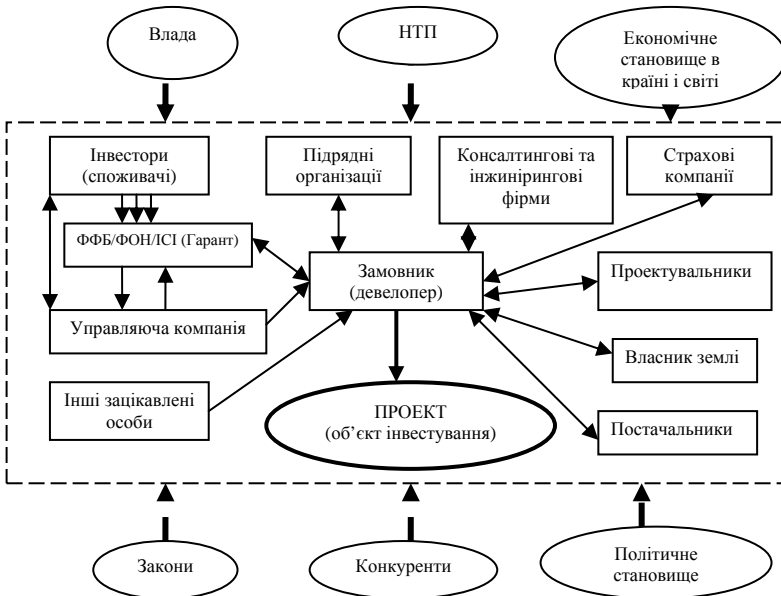 Влада
НТП
Економічне
становище в
країні і світі
Інвестори
(споживачі)
Підрядні
організації
Консалтингові та
інжинірингові
фірми
Страхові
компанії
ФФБ/ФОН/ІСІ (Гарант)
Замовник
(девелопер)
Проектувальники
Управляюча компанія
Власник землі
Інші зацікавлені
особи
ПРОЕКТ
(об’єкт інвестування)
Постачальники
Закони
Конкуренти
Політичне
становище